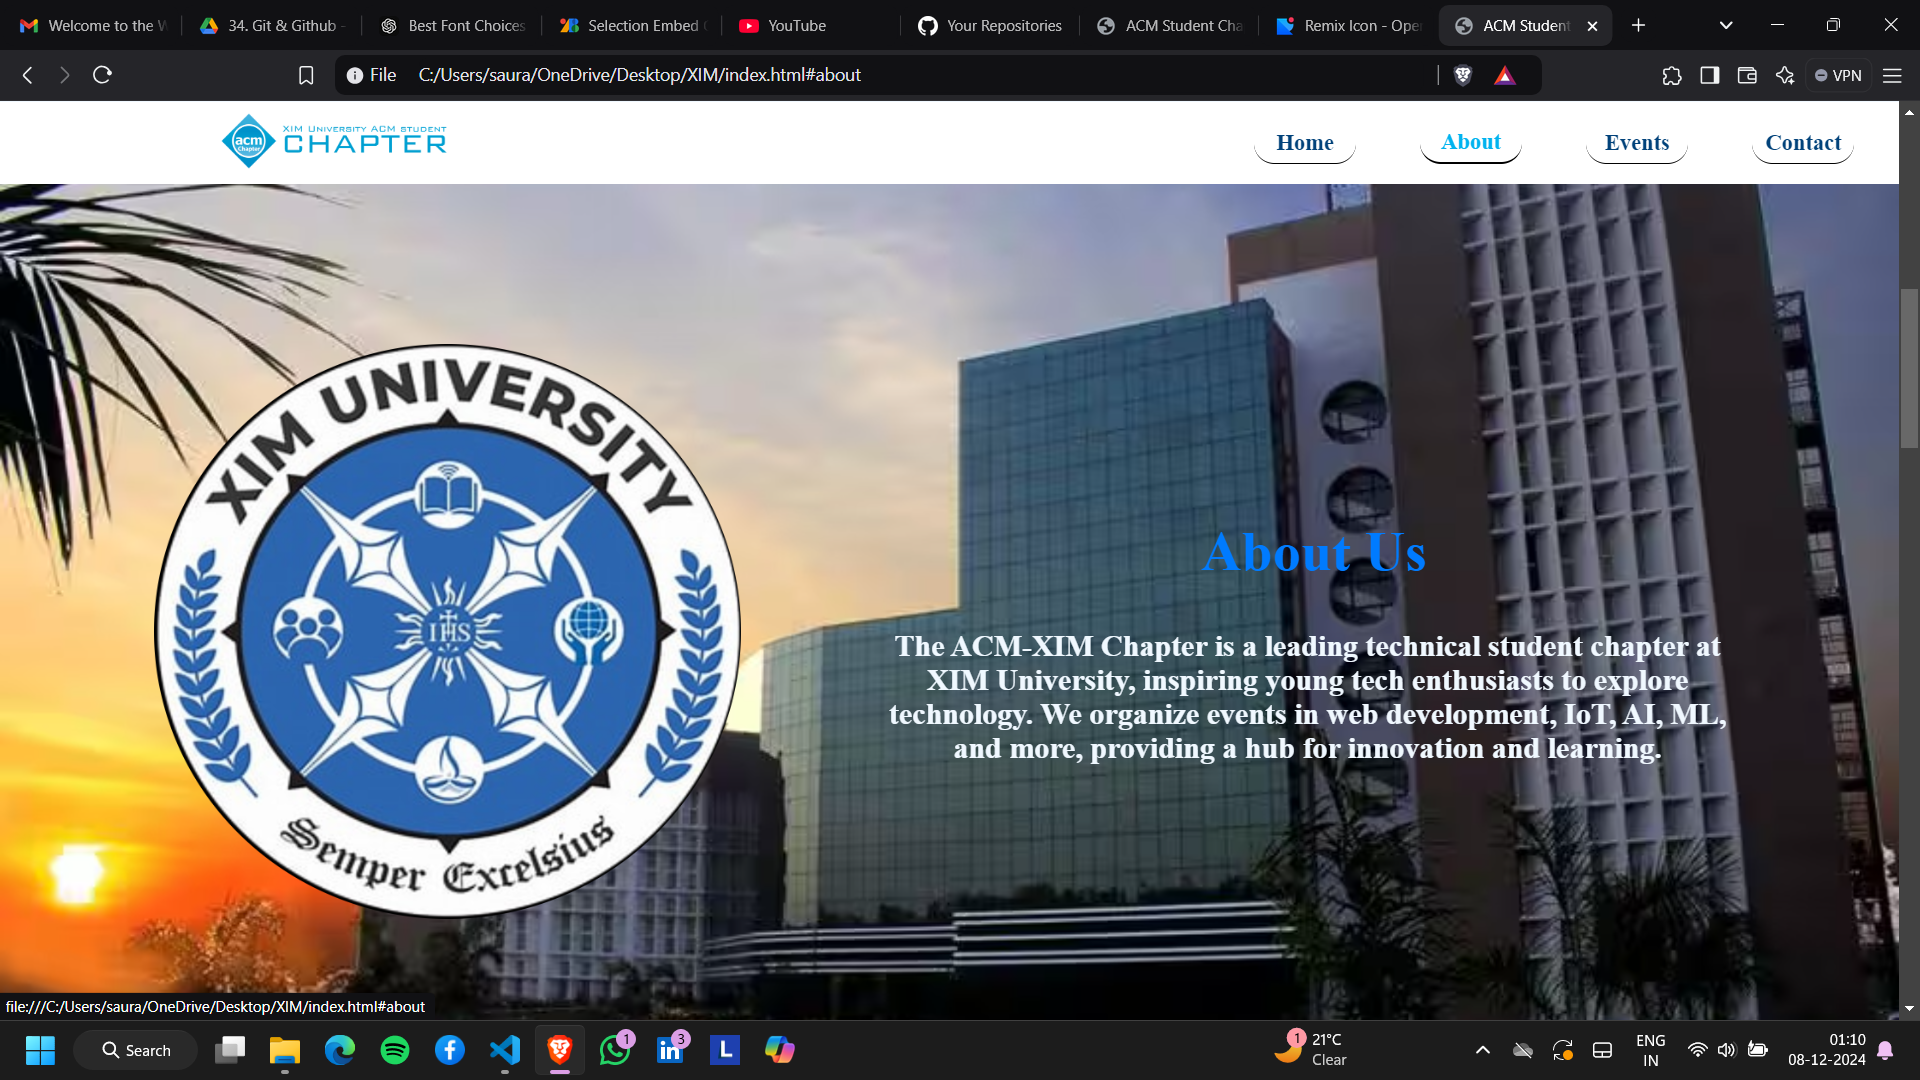 Welcome to the W
34. Git & Github -
Best Font Choices
Selection Embed
YouTube
Your Repositories
ACM Student Cha
Remix Icon - Ope
ACM Student
File
C:/Users/saura/OneDrive/Desktop/XIM/index.html#about
VPN
acm
Chapter
XIM University ACM Student
CHAPTER
Home
About
Events
Contact
XIM UNIVERSITY
IHS
Semper Excelsius
About Us
The ACM-XIM Chapter is a leading technical student chapter at
XIM University, inspiring young tech enthusiasts to explore
technology. We organize events in web development, IoT, AI, ML,
and more, providing a hub for innovation and learning.
file:///C:/Users/saura/OneDrive/Desktop/XIM/index.html#about
Search
1
3
L
1
21°C
Clear
ENG
IN
01:10
08-12-2024